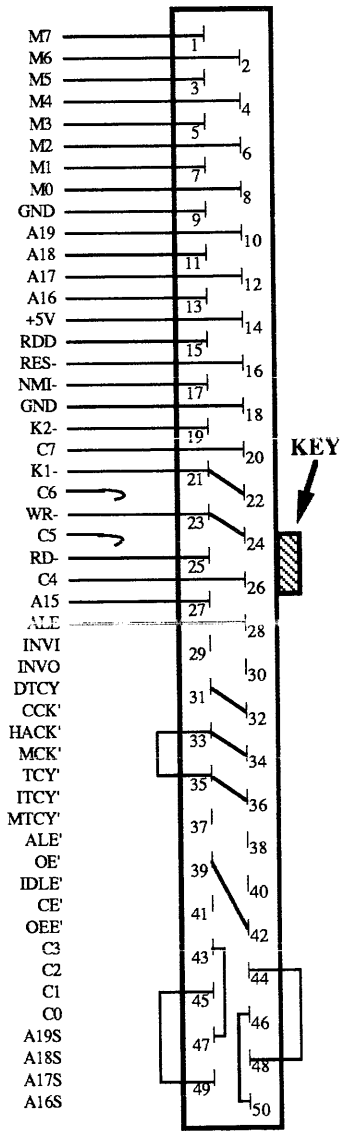 M7 1
M6 2
M5 3
M4 4
M3 5
M2 6
M1 7
M0 8
GND 9
A19 10
A18 11
A17 12
A16 13
+5V 14
RDD 15
RES- 16
NMI- 17
GND 18
K2- 19
C7 20
KEY
K1- 21
C6 22
WR- 23
C5 24
RD- 25
C4 26
A15 27
ALE 28
INVI 29
INVO 30
DTCY 31
CCK' 32
HACK' 33
MCK' 34
TCY' 35
ITCY' 36
MTCY' 37
ALE' 38
OE' 39
IDLE' 40
CE' 41
OEE' 42
C3 43
C2 44
C1 45
C0 46
A19S 47
A18S 48
A17S 49
A16S 50